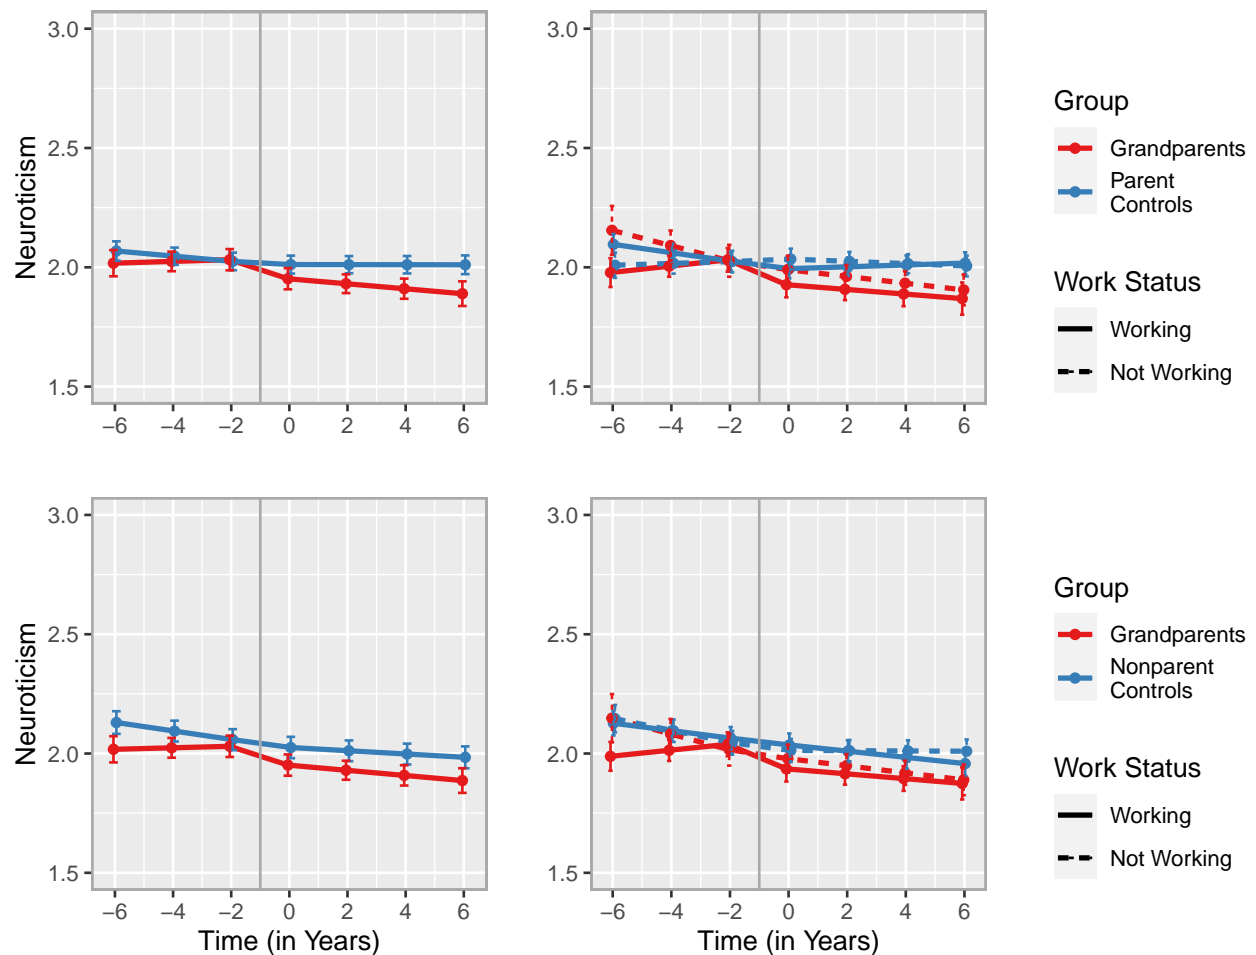 3.0
2.5
2.0
1.5
Neuroticism
−6 −4 −2 0 2 4 6
3.0
2.5
2.0
1.5
−6 −4 −2 0 2 4 6
Group
Grandparents
Parent
Controls
Work Status
Working
Not Working
3.0
2.5
2.0
1.5
Neuroticism
−6 −4 −2 0 2 4 6
Time (in Years)
3.0
2.5
2.0
1.5
−6 −4 −2 0 2 4 6
Time (in Years)
Group
Grandparents
Nonparent
Controls
Work Status
Working
Not Working